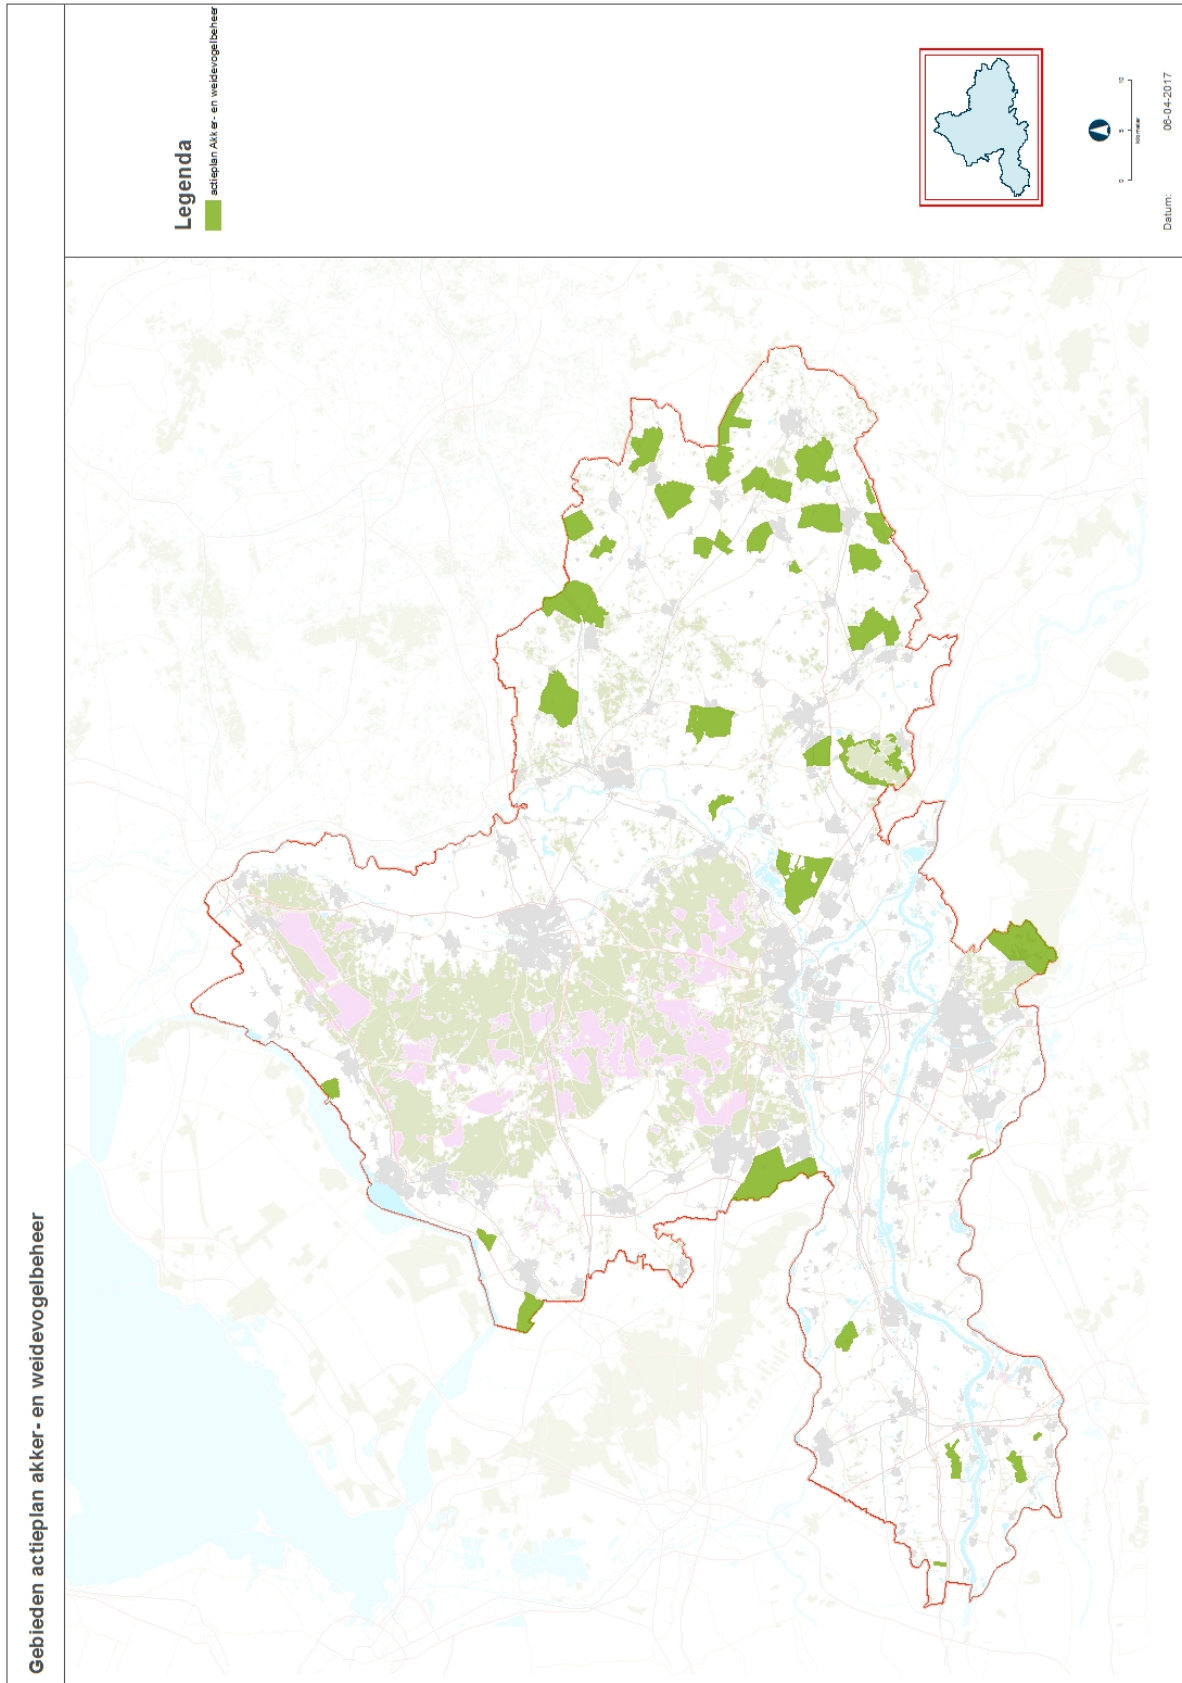 Gebieden actieplan akker- en weidevogelbeheer
Legenda
actieplan Akker- en weidevogelbeheer
0 5 10
kilometer
Datum: 06-04-2017